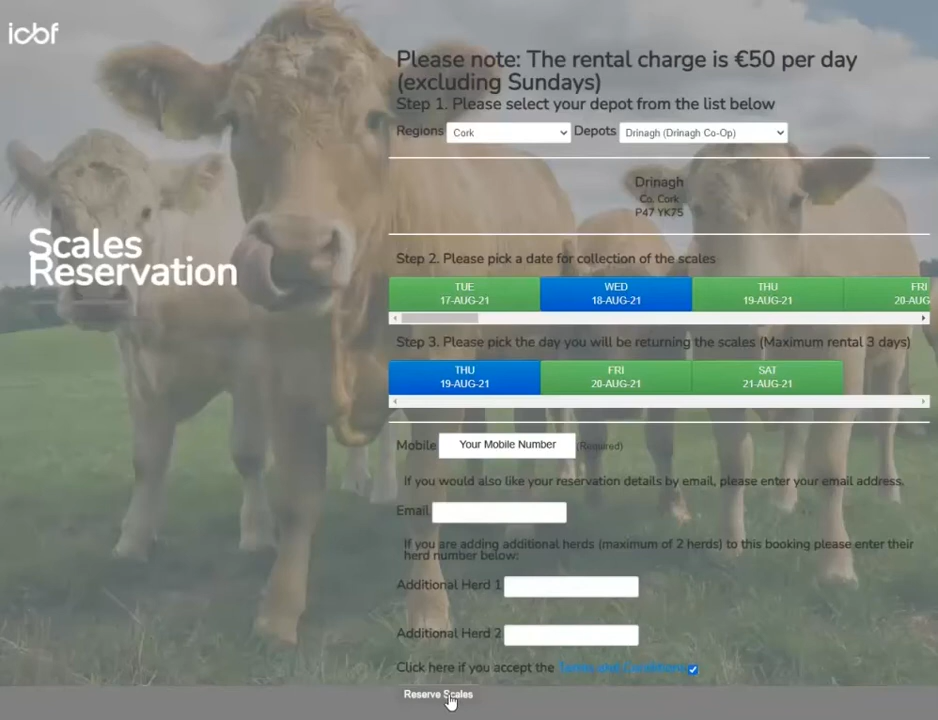 icbf
Please note: The rental charge is €50 per day
(excluding Sundays)
Step 1. Please select your depot from the list below
Regions Cork Depots Drinagh (Drinagh Co-Op)
Drinagh
Co. Cork
P47 YK75
Scales
Reservation
Step 2. Please pick a date for collection of the scales
TUE WED THU FRI
17-AUG-21 18-AUG-21 19-AUG-21 20-AUG
Step 3. Please pick the day you will be returning the scales (Maximum rental 3 days)
THU FRI SAT
19-AUG-21 20-AUG-21 21-AUG-21
Mobile Your Mobile Number (Required)
If you would also like your reservation details by email, please enter your email address.
Email
If you are adding additional herds (maximum of 2 herds) to this booking please enter their
herd number below:
Additional Herd 1
Additional Herd 2
Click here if you accept the Terms and Conditions
Reserve Scales